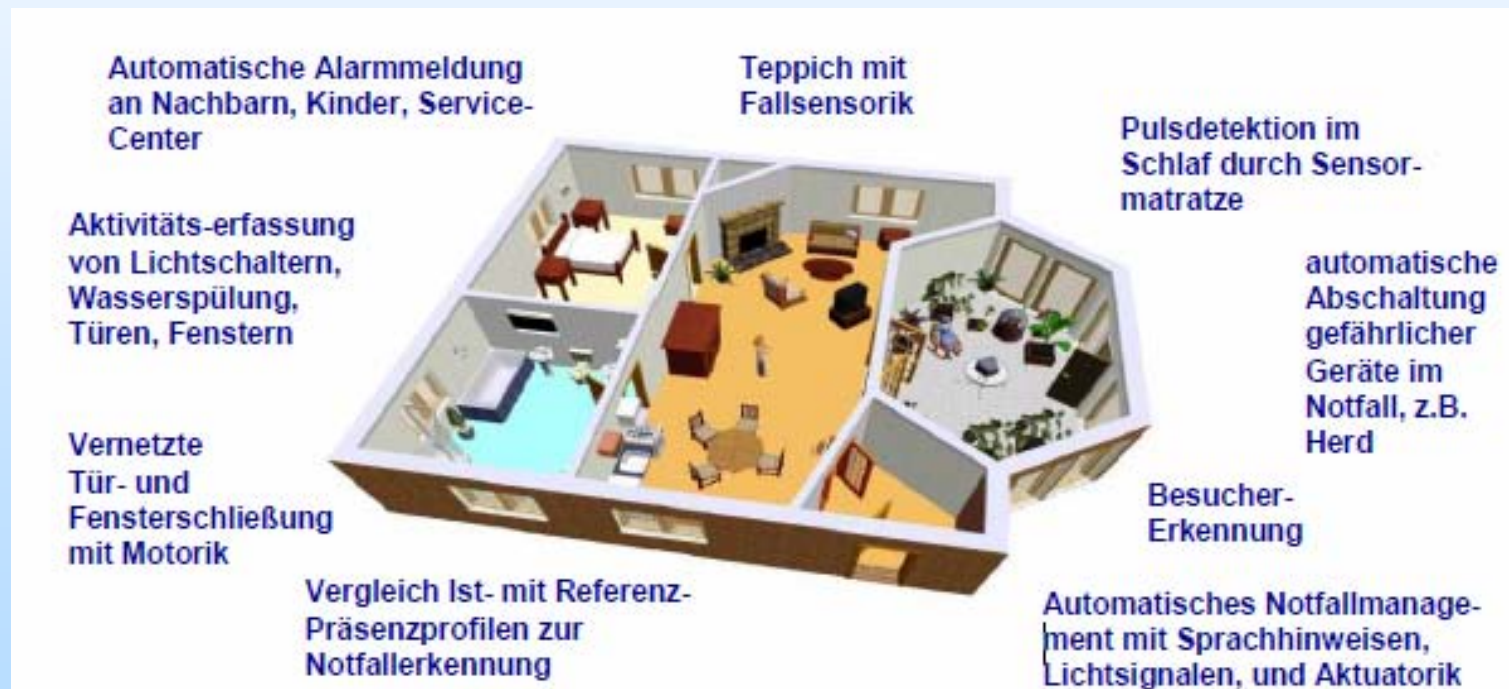 Automatische Alarmmeldung
an Nachbarn, Kinder, Service-
Center
Teppich mit
Fallsensorik
Pulsdetektion im
Schlaf durch Sensor-
matratze
Aktivitäts-erfassung
von Lichtschaltern,
Wasserspülung,
Türen, Fenstern
automatische
Abschaltung
gefährlicher
Geräte im
Notfall, z.B.
Herd
Vernetzte
Tür- und
Fensterschließung
mit Motorik
Besucher-
Erkennung
Vergleich Ist- mit Referenz-
Präsenzprofilen zur
Notfallerkennung
Automatisches Notfallmanage-
ment mit Sprachhinweisen,
Lichtsignalen, und Aktuatorik